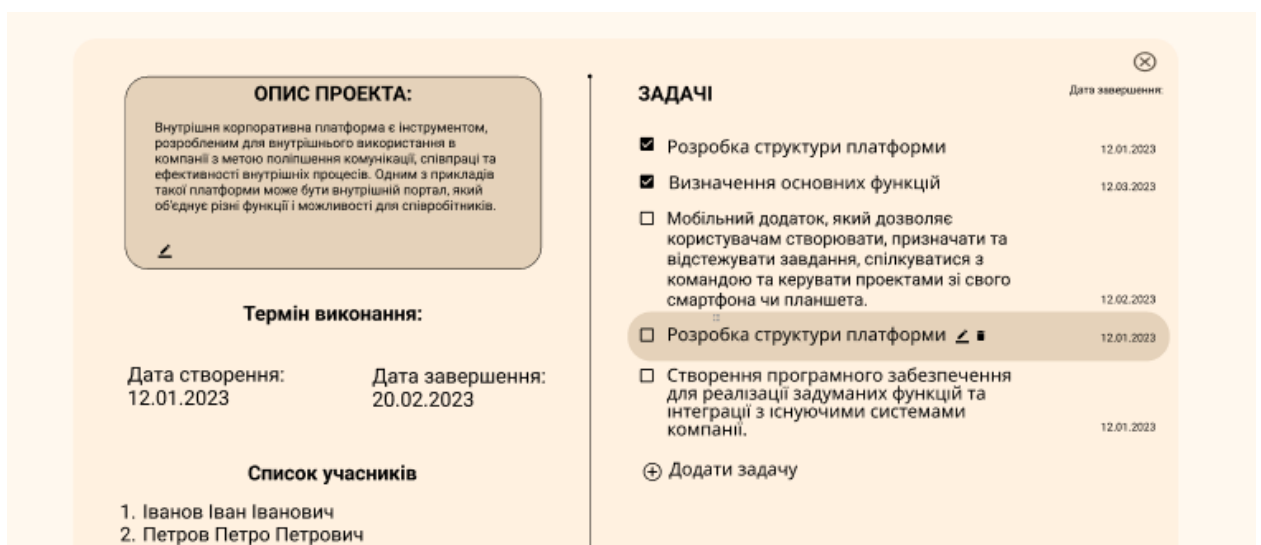 ОПИС ПРОЕКТА:
Внутрішня корпоративна платформа є інструментом,
розробленим для внутрішнього використання в
компанії з метою поліпшення комунікації, співпраці та
ефективності внутрішніх процесів. Одним з прикладів
такої платформи може бути внутрішній портал, який
об'єднує різні функції і можливості для співробітників.
Термін виконання:
Дата створення:
12.01.2023
Дата завершення:
20.02.2023
Список учасників
1. Іванов Іван Іванович
2. Петров Петро Петрович
ЗАДАЧІ
Дата завершення:
Розробка структури платформи
12.01.2023
Визначення основних функцій
12.03.2023
Мобільний додаток, який дозволяє
користувачам створювати, призначати та
відстежувати завдання, спілкуватися з
командою та керувати проектами зі свого
смартфона чи планшета.
12.02.2023
Розробка структури платформи
12.01.2023
Створення програмного забезпечення
для реалізації задуманих функцій та
інтеграції з існуючими системами
компанії.
12.01.2023
Додати задачу